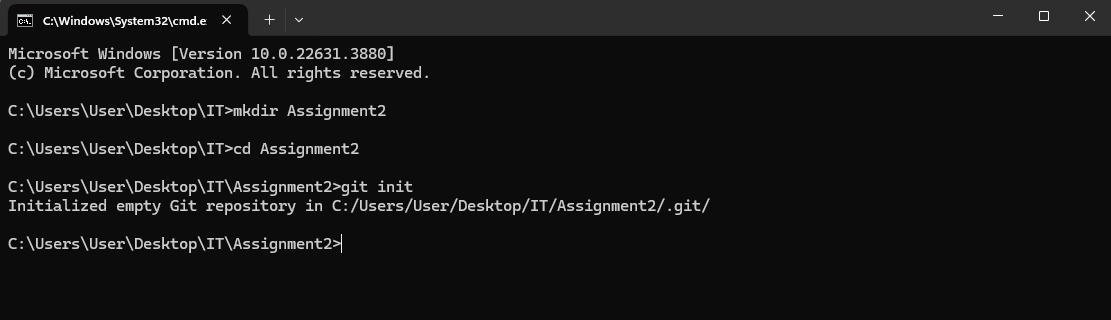 C:\Windows\System32\cmd.e
Microsoft Windows [Version 10.0.22631.3880]
(c) Microsoft Corporation. All rights reserved.
C:\Users\User\Desktop\IT>mkdir Assignment2
C:\Users\User\Desktop\IT>cd Assignment2
C:\Users\User\Desktop\IT\Assignment2>git init
Initialized empty Git repository in C:/Users/User/Desktop/IT/Assignment2/.git/
C:\Users\User\Desktop\IT\Assignment2>